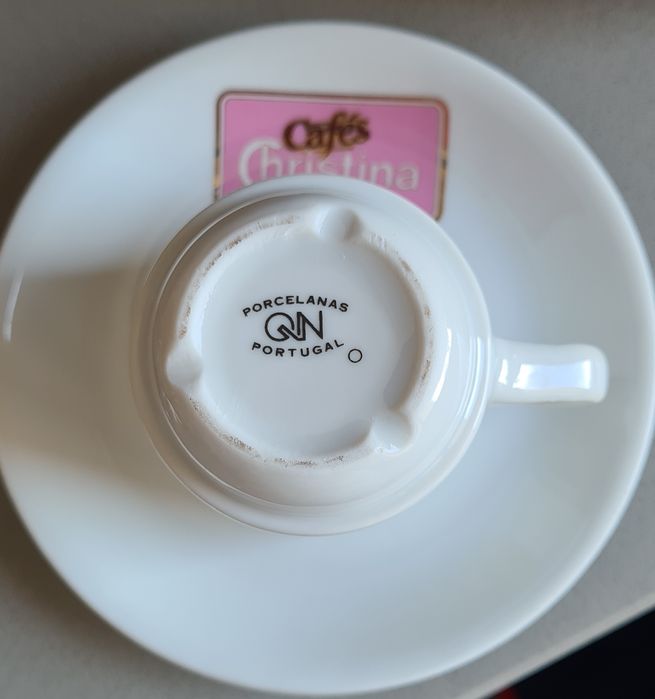 Cafés
Christina
PORCELANAS
QN
PORTUGAL